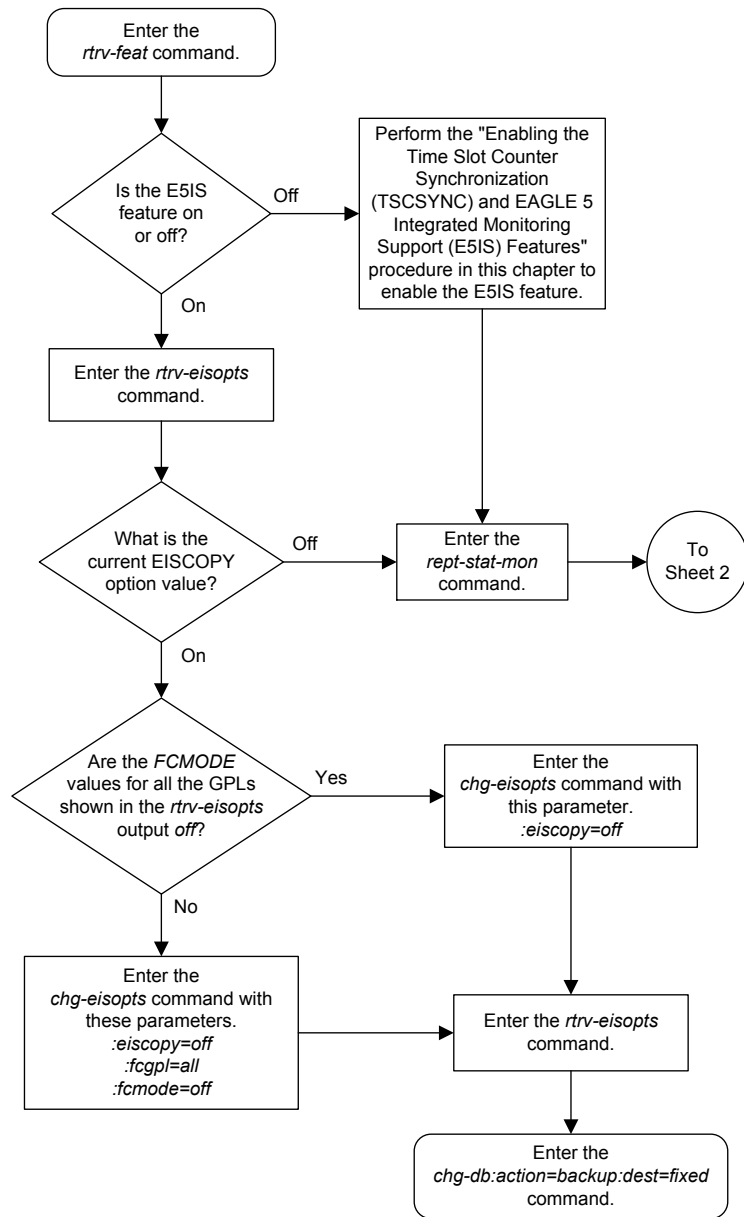 Enter the
rtrv-feat command.
Is the E5IS
feature on
or off?
Off
On
Perform the "Enabling the
Time Slot Counter
Synchronization
(TSCSYNC) and EAGLE 5
Integrated Monitoring
Support (E5IS) Features"
procedure in this chapter to
enable the E5IS feature.
Enter the rtrv-eisopts
command.
What is the
current EISCOPY
option value?
Off
On
Enter the
rept-stat-mon
command.
To
Sheet 2
Are the FCMODE
values for all the GPLs
shown in the rtrv-eisopts
output off?
Yes
No
Enter the
chg-eisopts command with
this parameter.
:eiscopy=off
Enter the
chg-eisopts command with
these parameters.
:eiscopy=off
:fcgpl=all
:fcmode=off
Enter the rtrv-eisopts
command.
Enter the
chg-db:action=backup:dest=fixed
command.